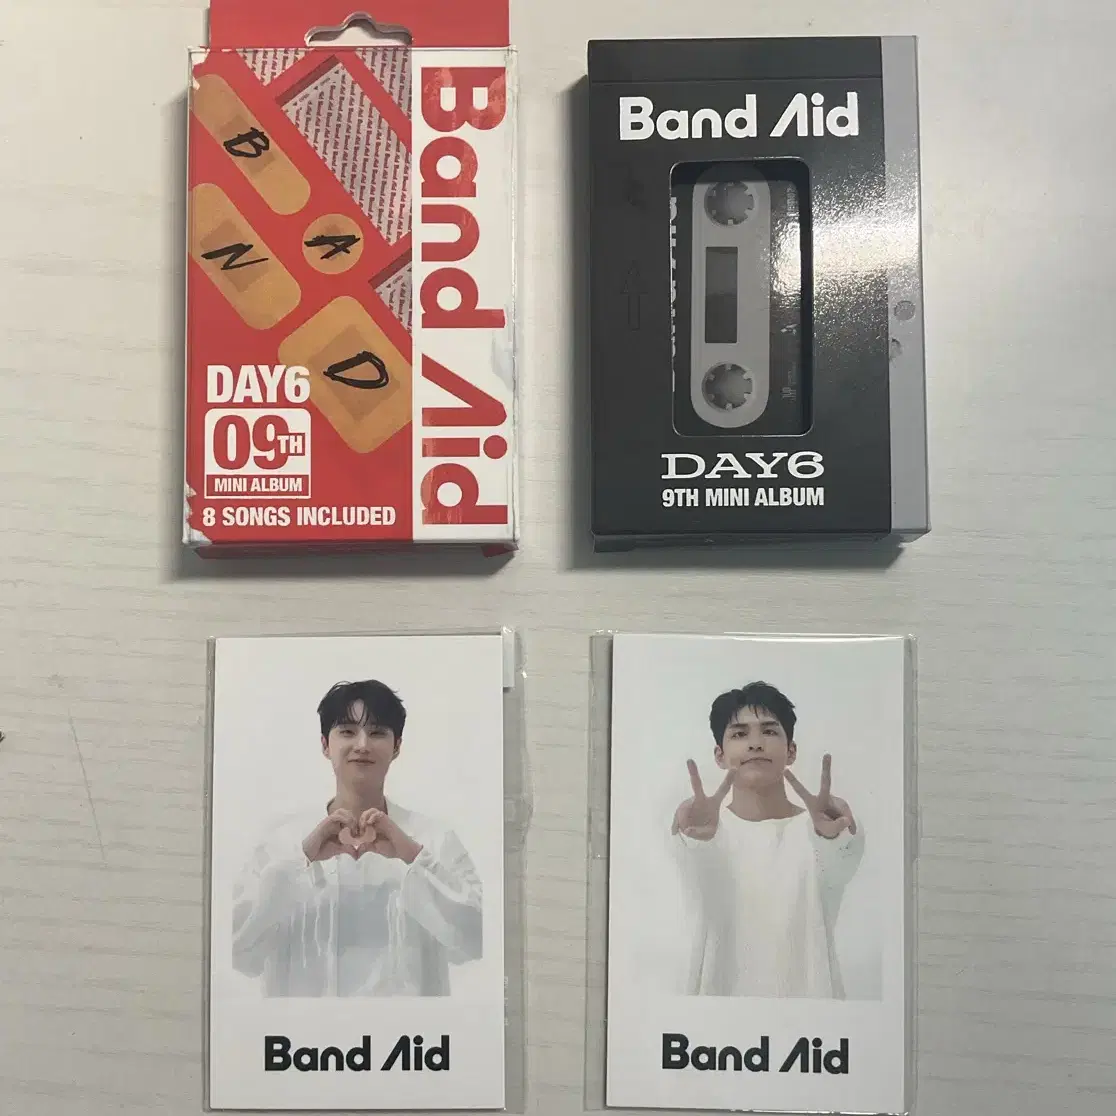 B
A
N
D
Band Aid
DAY6
09TH
MINI ALBUM
8 SONGS INCLUDED
Band Aid
DAY6
9TH MINI ALBUM
Band Aid
Band Aid